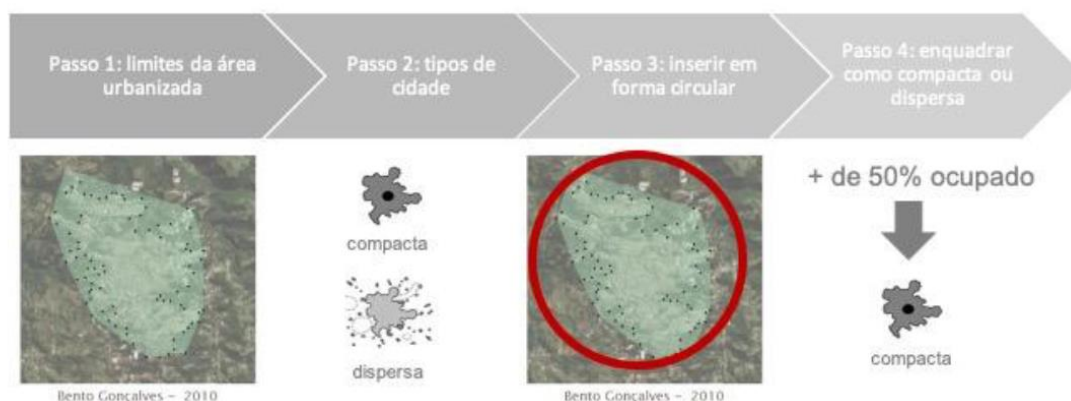 Passo 1: limites da área
urbanizada
Passo 2: tipos de
cidade
Passo 3: inserir em
forma circular
Passo 4: enquadrar
como compacta ou
dispersa
compacta
dispersa
+ de 50% ocupado
compacta
Bento Gonçalves - 2010
Bento Gonçalves - 2010